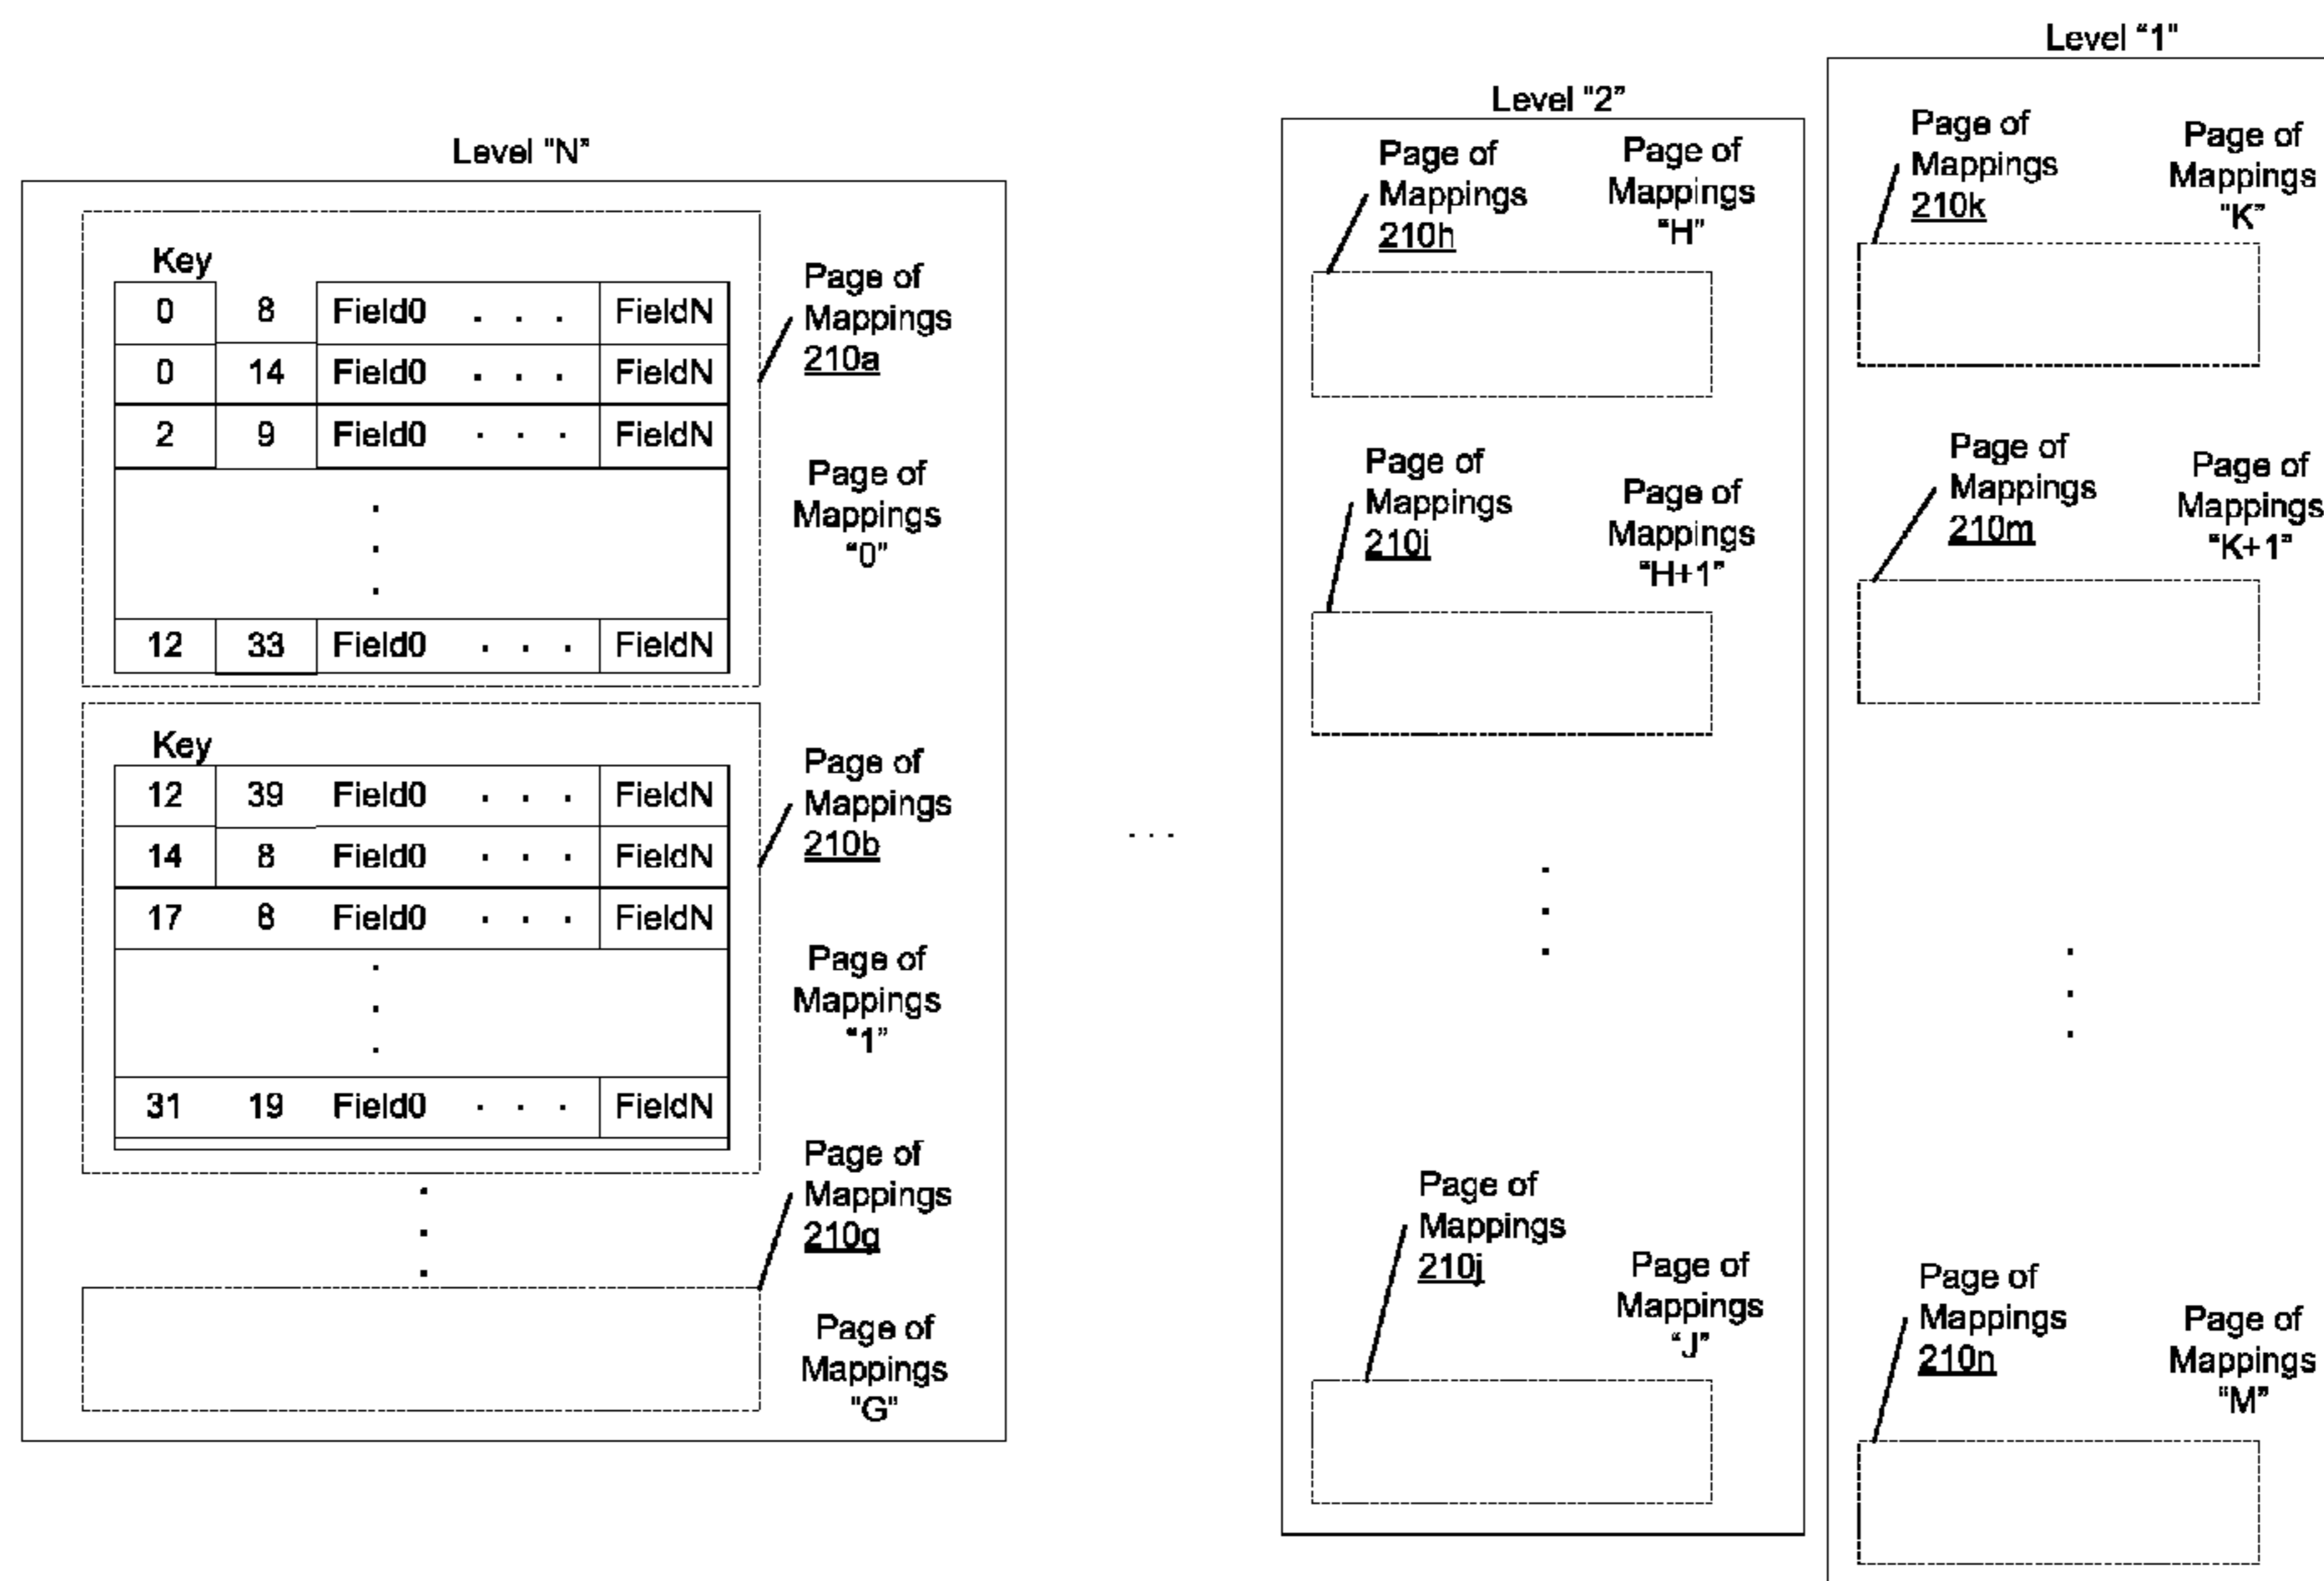 Level "N"
Key
0 8 Field0 . . . FieldN
0 14 Field0 . . . FieldN
2 9 Field0 . . . FieldN
.
.
.
12 33 Field0 . . . FieldN
Page of
Mappings
210a
Page of
Mappings
"0"
Key
12 39 Field0 . . . FieldN
14 8 Field0 . . . FieldN
17 8 Field0 . . . FieldN
.
.
.
31 19 Field0 . . . FieldN
Page of
Mappings
210b
Page of
Mappings
"1"
.
.
.
Page of
Mappings
210g
Page of
Mappings
"G"
. . .
Level "2"
Page of
Mappings
210h
Page of
Mappings
"H"
Page of
Mappings
210i
Page of
Mappings
"H+1"
.
.
.
Page of
Mappings
210j
Page of
Mappings
"J"
Level "1"
Page of
Mappings
210k
Page of
Mappings
"K"
Page of
Mappings
210m
Page of
Mappings
"K+1"
.
.
.
Page of
Mappings
210n
Page of
Mappings
"M"